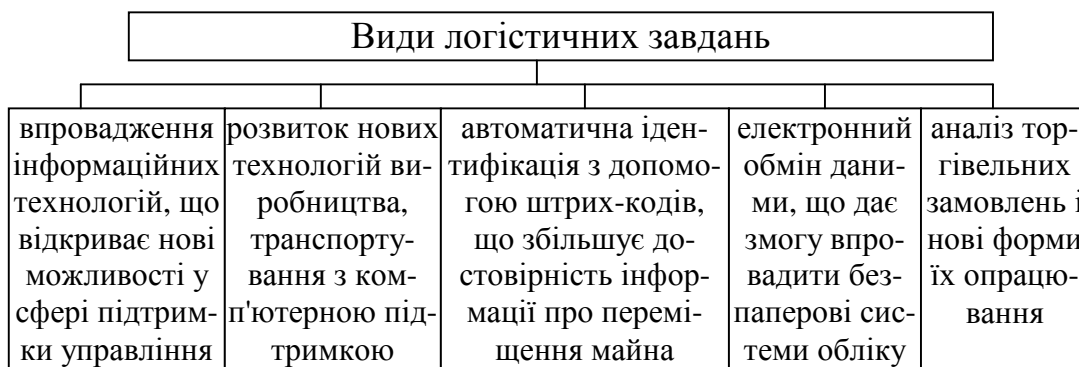 Види логістичних завдань
впровадження
інформаційних
технологій, що
відкриває нові
можливості у
сфері підтрим-
ки управління
розвиток нових
технологій ви-
робництва,
транспорту-
вання з ком-
п'ютерною під-
тримкою
автоматична іден-
тифікація з допомо-
гою штрих-кодів,
що збільшує до-
стовірність інфор-
мації про перемі-
щення майна
електронний
обмін дани-
ми, що дає
змогу впро-
вадити без-
паперові сис-
теми обліку
аналіз тор-
гівельних
замовлень і
нові форми
їх опрацю-
вання